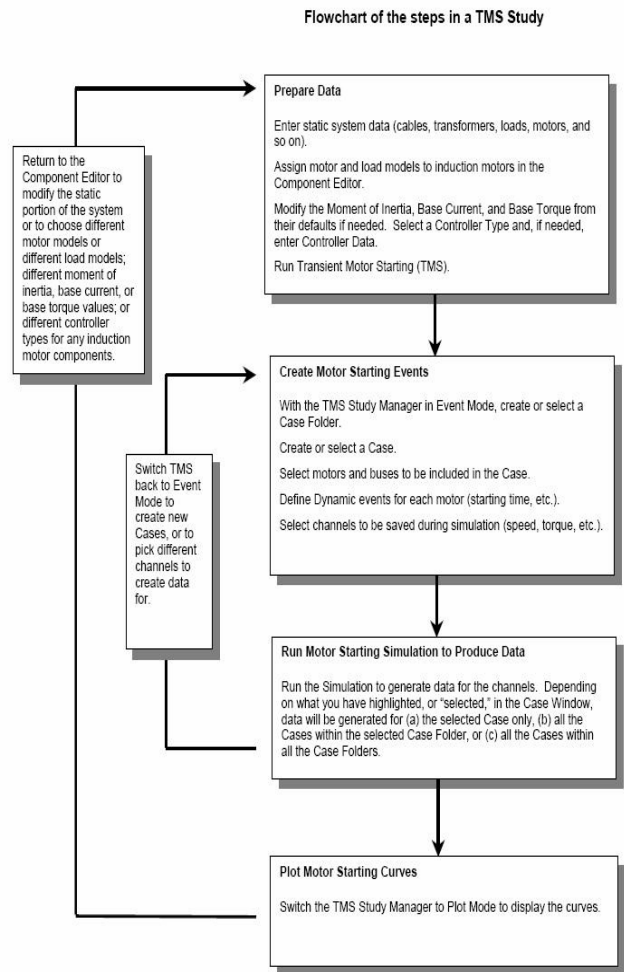 Flowchart of the steps in a TMS Study
Prepare Data
Enter static system data (cables, transformers, loads, motors, and
so on).
Assign motor and load models to induction motors in the
Component Editor.
Modify the Moment of Inertia, Base Current, and Base Torque from
their defaults if needed.  Select a Controller Type and, if needed,
enter Controller Data.
Run Transient Motor Starting (TMS).
Return to the
Component Editor to
modify the static
portion of the system
or to choose different
motor models or
different load models;
different moment of
inertia, base current, or
base torque values; or
different controller
types for any induction
motor components.
Create Motor Starting Events
With the TMS Study Manager in Event Mode, create or select a
Case Folder.
Create or select a Case.
Select motors and buses to be included in the Case.
Define Dynamic events for each motor (starting time, etc.).
Select channels to be saved during simulation (speed, torque, etc.).
Switch TMS
back to Event
Mode to
create new
Cases, or to
pick different
channels to
create data
for.
Run Motor Starting Simulation to Produce Data
Run the Simulation to generate data for the channels.  Depending
on what you have highlighted, or “selected,” in the Case Window,
data will be generated for (a) the selected Case only, (b) all the
Cases within the selected Case Folder, or (c) all the Cases within
all the Case Folders.
Plot Motor Starting Curves
Switch the TMS Study Manager to Plot Mode to display the curves.